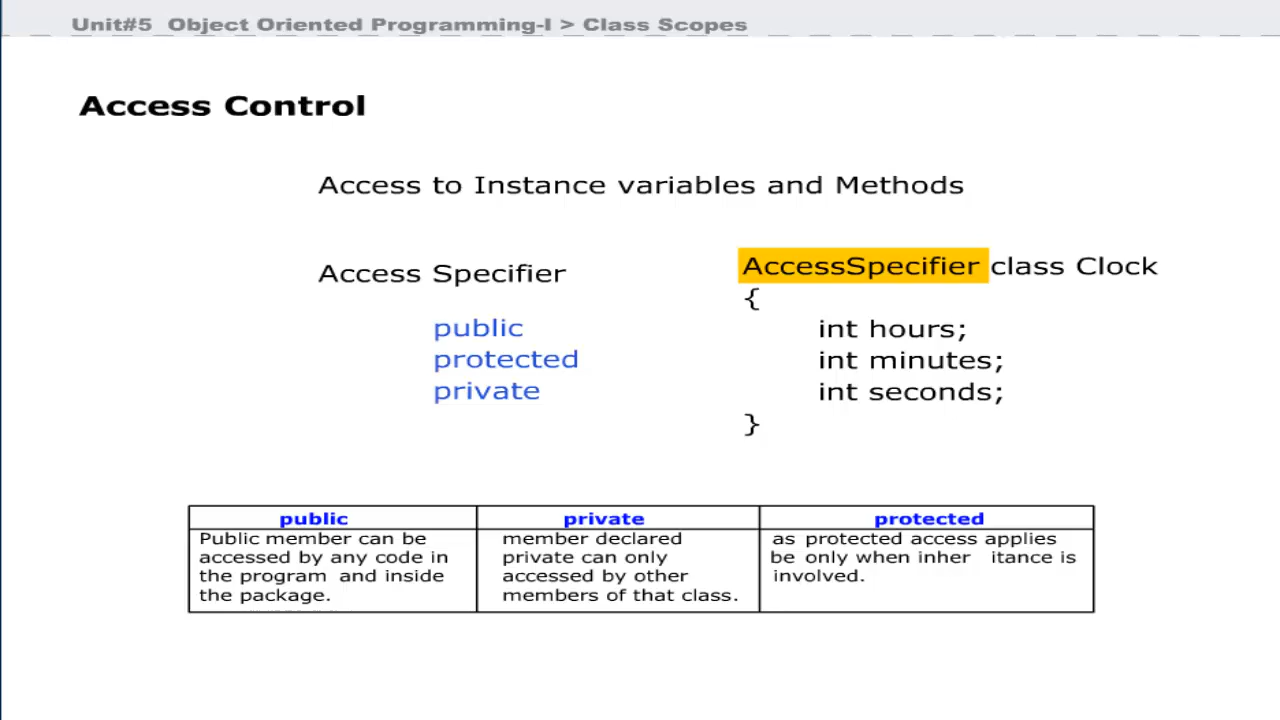 Unit#5 Object Oriented Programming-I > Class Scopes
Access Control
Access to Instance variables and Methods
Access Specifier
public
protected
private
AccessSpecifier class Clock
{
int hours;
int minutes;
int seconds;
}
public
Public member can be
accessed by any code in
the program and inside
the package.
private
member declared
private can only
accessed by other
members of that class.
protected
as protected access applies
be only when inher itance is
involved.